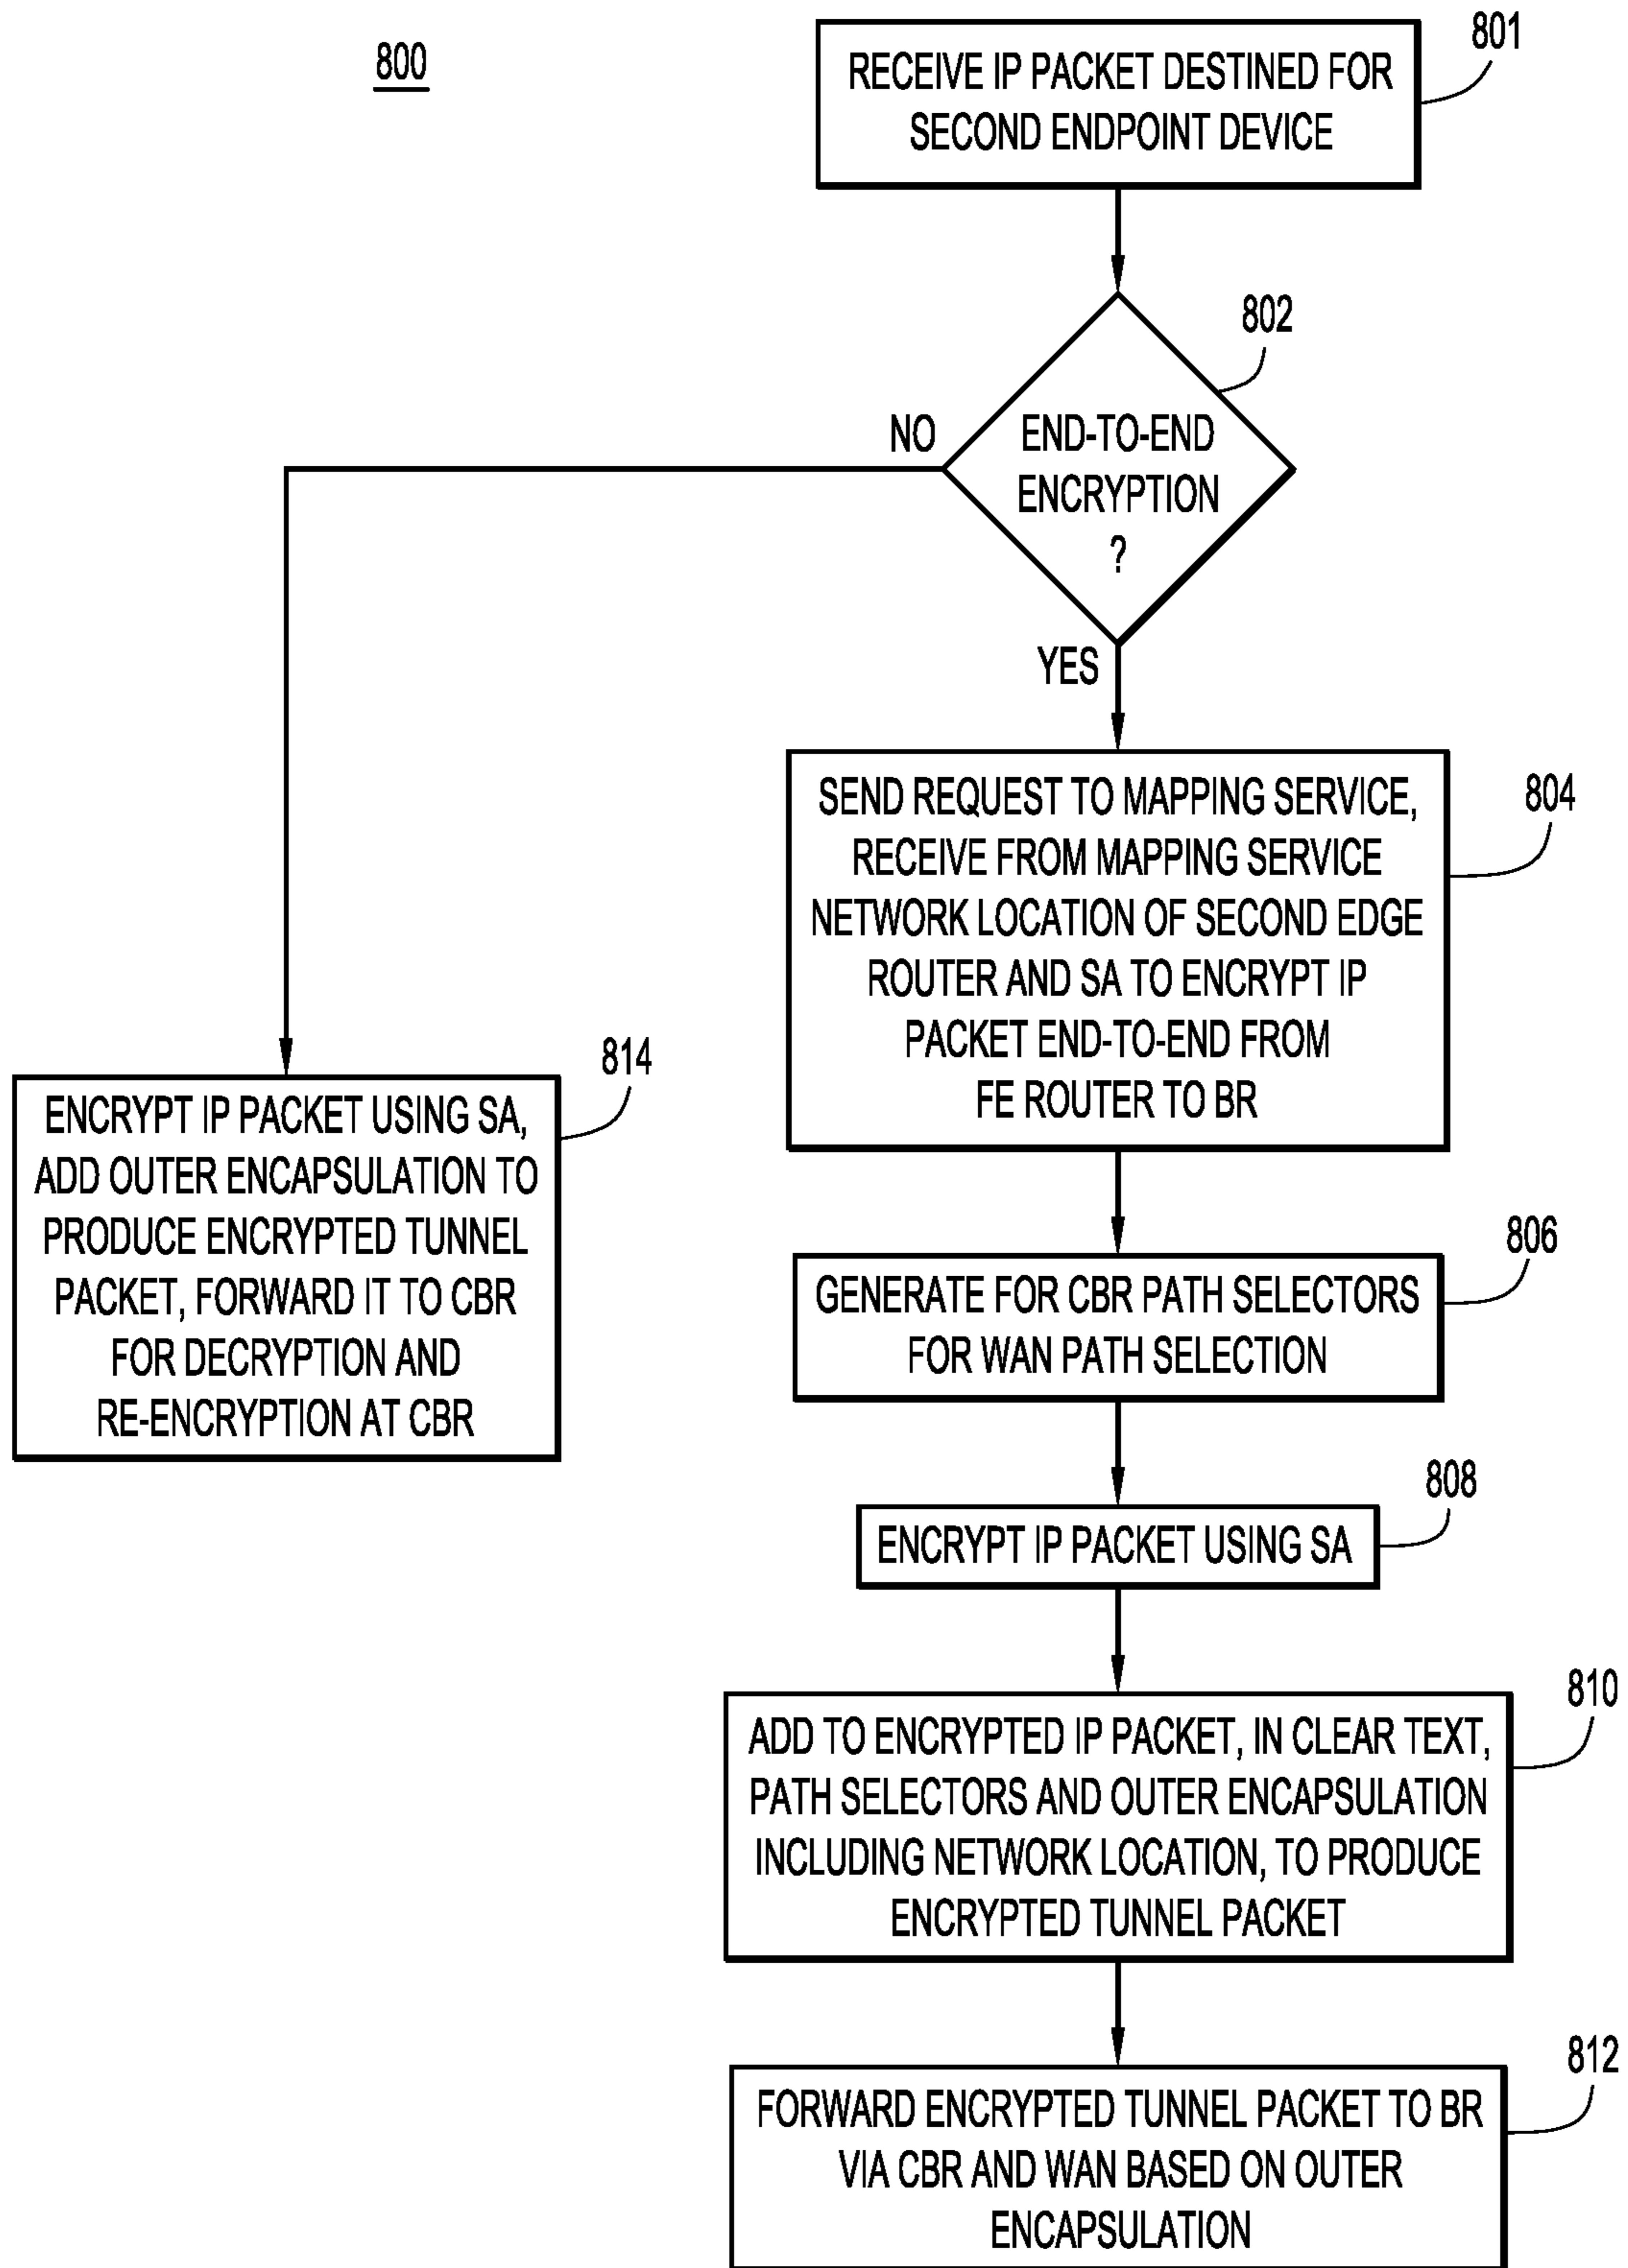 800
801
RECEIVE IP PACKET DESTINED FOR
SECOND ENDPOINT DEVICE
802
NO
END-TO-END
ENCRYPTION
?
YES
804
SEND REQUEST TO MAPPING SERVICE,
RECEIVE FROM MAPPING SERVICE
NETWORK LOCATION OF SECOND EDGE
ROUTER AND SA TO ENCRYPT IP
PACKET END-TO-END FROM
FE ROUTER TO BR
814
ENCRYPT IP PACKET USING SA,
ADD OUTER ENCAPSULATION TO
PRODUCE ENCRYPTED TUNNEL
PACKET, FORWARD IT TO CBR
FOR DECRYPTION AND
RE-ENCRYPTION AT CBR
806
GENERATE FOR CBR PATH SELECTORS
FOR WAN PATH SELECTION
808
ENCRYPT IP PACKET USING SA
810
ADD TO ENCRYPTED IP PACKET, IN CLEAR TEXT,
PATH SELECTORS AND OUTER ENCAPSULATION
INCLUDING NETWORK LOCATION, TO PRODUCE
ENCRYPTED TUNNEL PACKET
812
FORWARD ENCRYPTED TUNNEL PACKET TO BR
VIA CBR AND WAN BASED ON OUTER
ENCAPSULATION